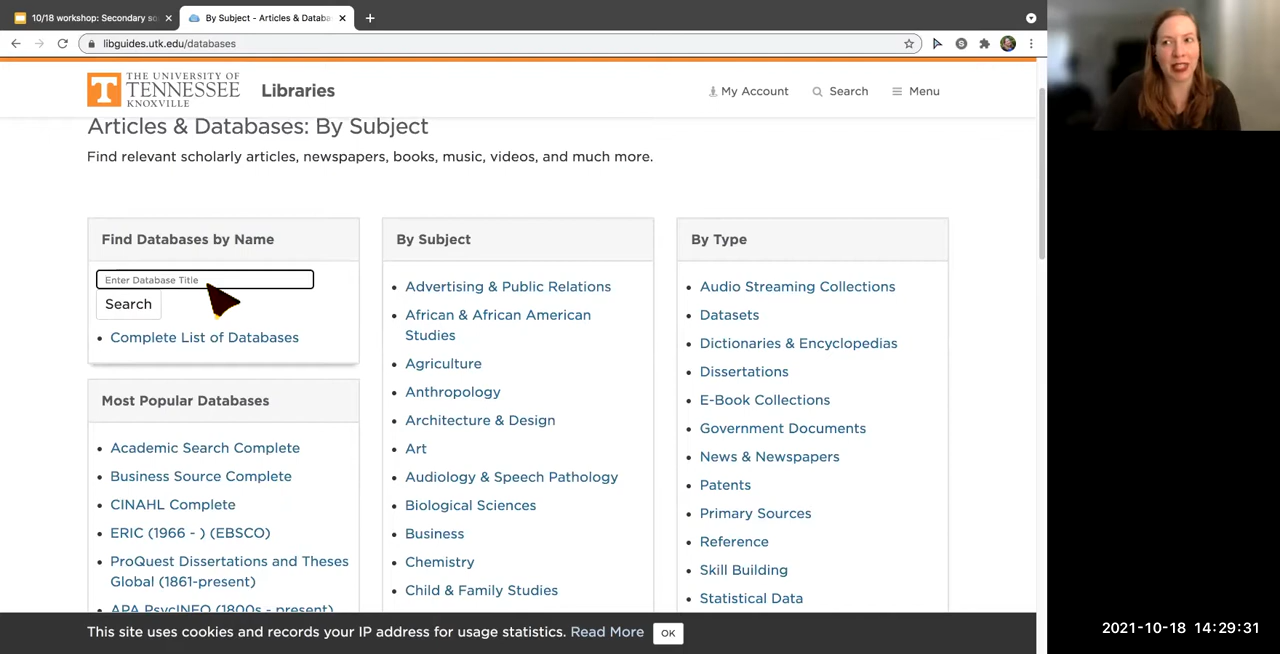 10/18 workshop: Secondary so
By Subject - Articles & Databa
libguides.utk.edu/databases
THE UNIVERSITY OF
TENNESSEE
KNOXVILLE
Libraries
My Account
Search
Menu
Articles & Databases: By Subject
Find relevant scholarly articles, newspapers, books, music, videos, and much more.
Find Databases by Name
Enter Database Title
Search
Complete List of Databases
Most Popular Databases
Academic Search Complete
Business Source Complete
CINAHL Complete
ERIC (1966 - ) (EBSCO)
ProQuest Dissertations and Theses
Global (1861-present)
APA PsycINFO (1800s - present)
By Subject
Advertising & Public Relations
African & African American
Studies
Agriculture
Anthropology
Architecture & Design
Art
Audiology & Speech Pathology
Biological Sciences
Business
Chemistry
Child & Family Studies
By Type
Audio Streaming Collections
Datasets
Dictionaries & Encyclopedias
Dissertations
E-Book Collections
Government Documents
News & Newspapers
Patents
Primary Sources
Reference
Skill Building
Statistical Data
This site uses cookies and records your IP address for usage statistics. Read More OK
2021-10-18 14:29:31